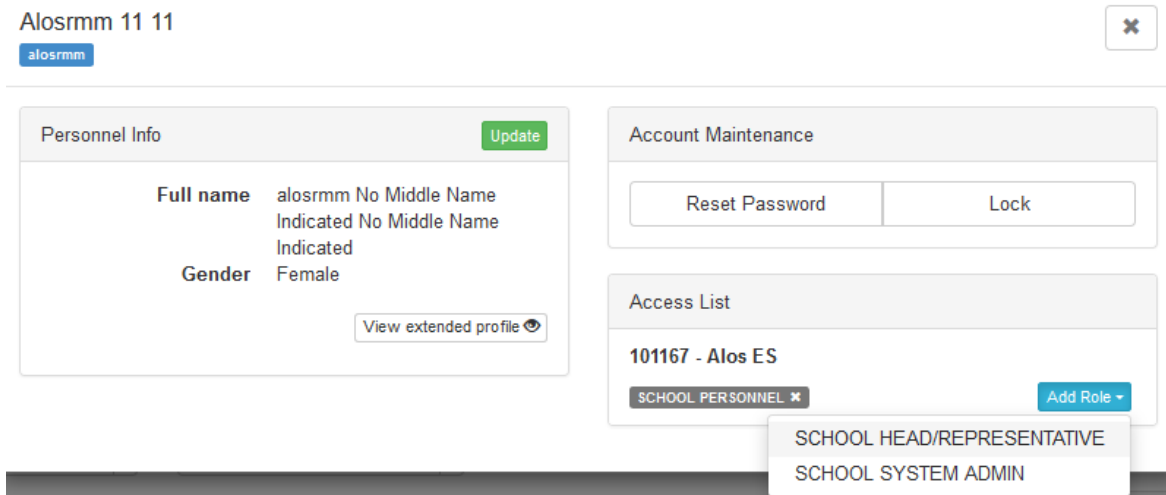 Alosrmm 11 11
alosrmm
Personnel Info
Update
Full name alosrmm No Middle Name
Indicated No Middle Name
Indicated
Gender Female
View extended profile
Account Maintenance
Reset Password
Lock
Access List
101167 - Alos ES
SCHOOL PERSONNEL ✖
Add Role
SCHOOL HEAD/REPRESENTATIVE
SCHOOL SYSTEM ADMIN